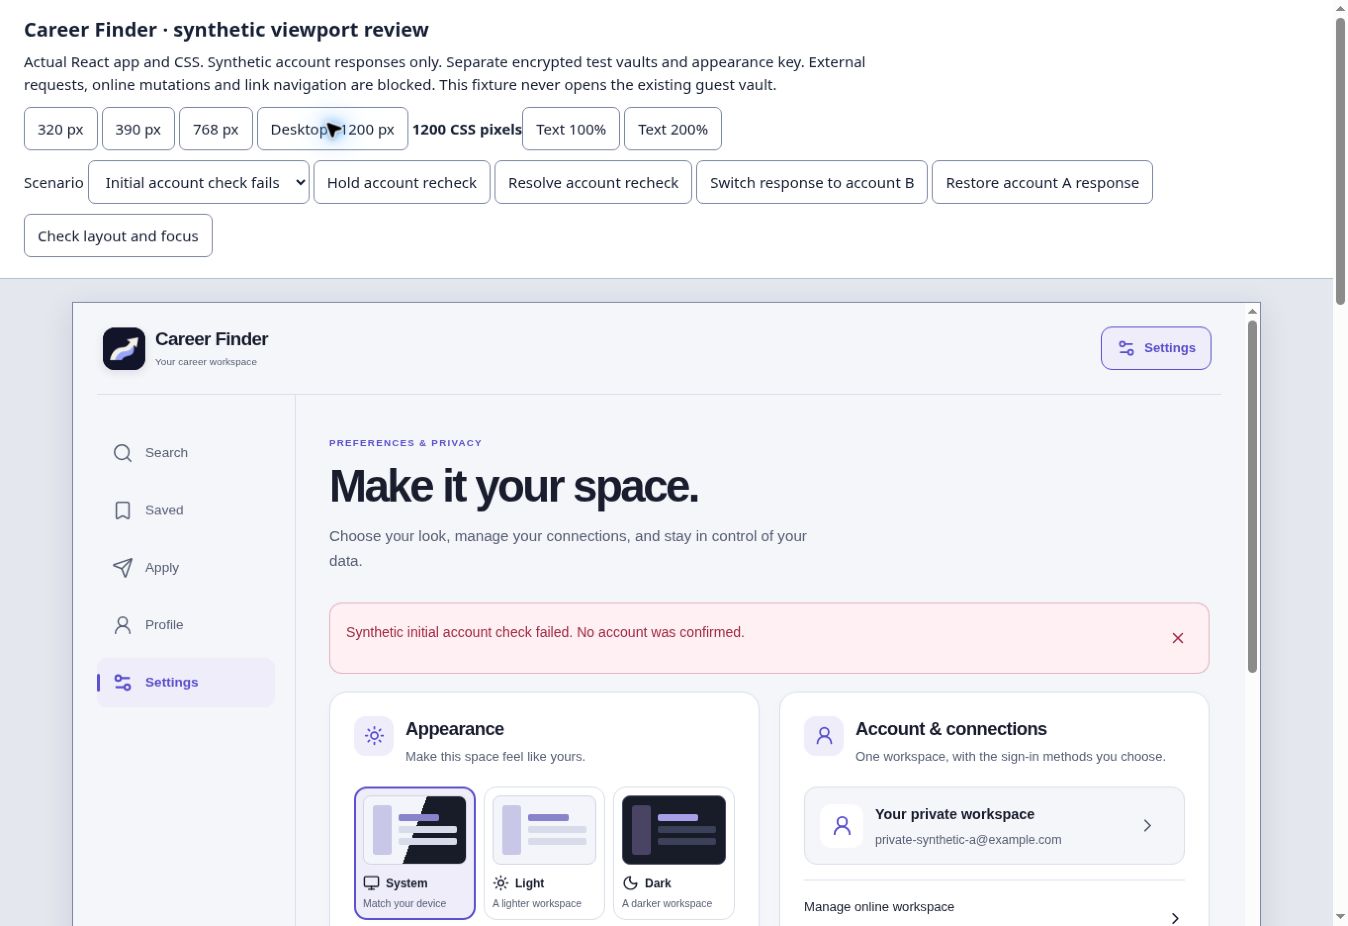 Career Finder · synthetic viewport review
Actual React app and CSS. Synthetic account responses only. Separate encrypted test vaults and appearance key. External
requests, online mutations and link navigation are blocked. This fixture never opens the existing guest vault.
320 px 390 px 768 px Desktop 1200 px 1200 CSS pixels Text 100% Text 200%
Scenario Initial account check fails Hold account recheck Resolve account recheck Switch response to account B Restore account A response
Check layout and focus
Career Finder
Your career workspace
Settings
Search
Saved
Apply
Profile
Settings
PREFERENCES & PRIVACY
Make it your space.
Choose your look, manage your connections, and stay in control of your
data.
Synthetic initial account check failed. No account was confirmed.
Appearance
Make this space feel like yours.
System
Match your device
Light
A lighter workspace
Dark
A darker workspace
Account & connections
One workspace, with the sign-in methods you choose.
Your private workspace
private-synthetic-a@example.com
Manage online workspace